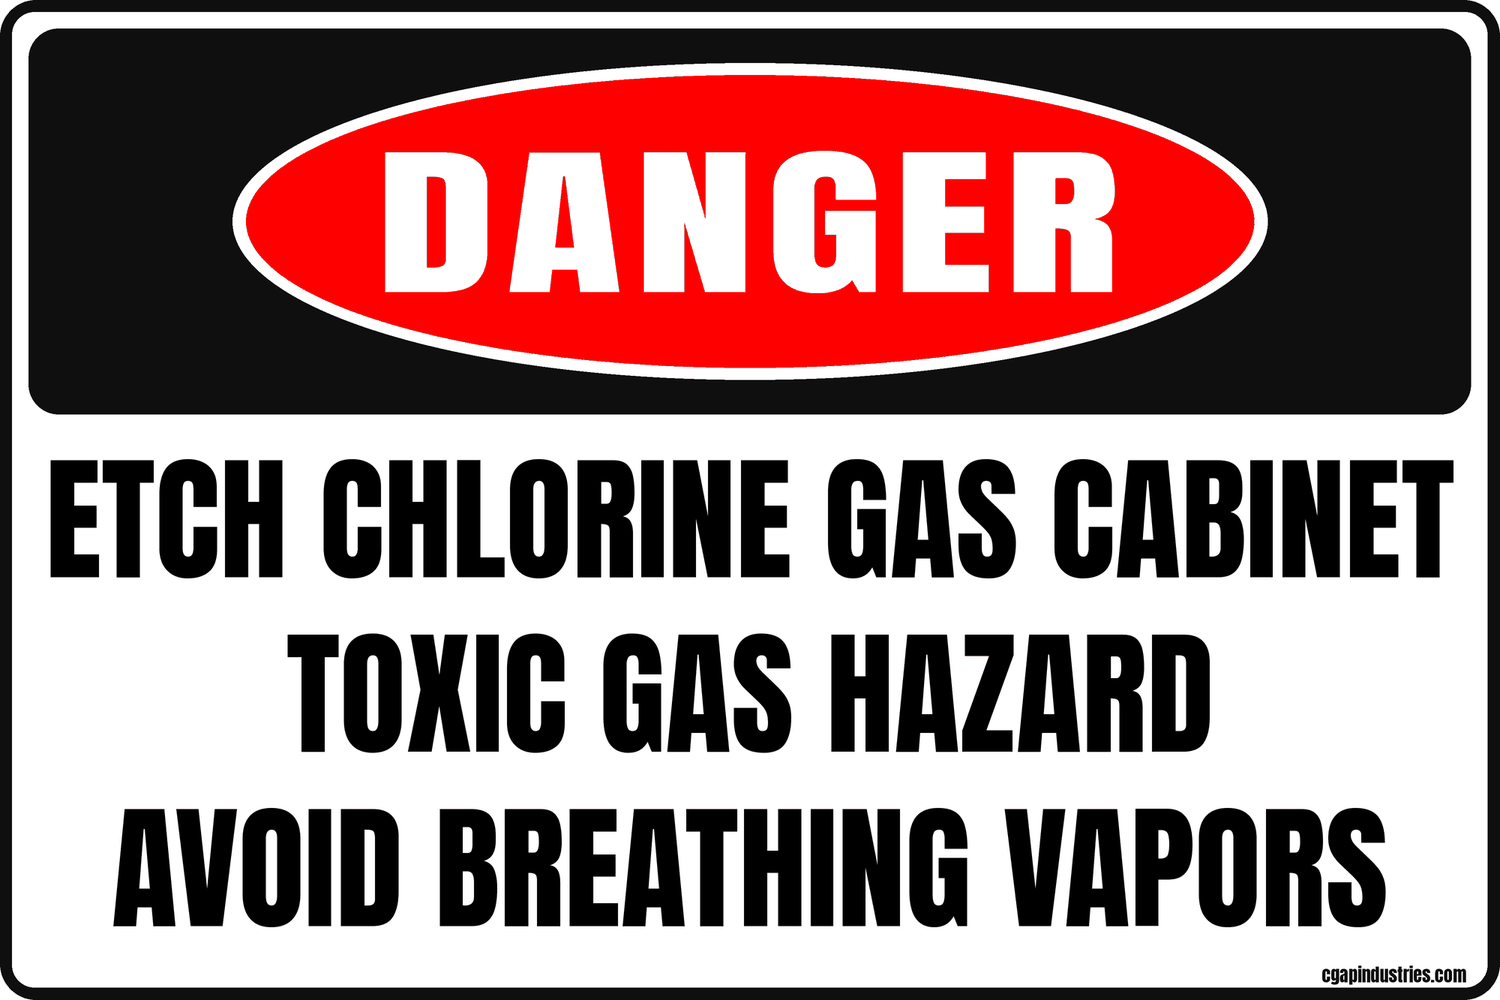 DANGER
ETCH CHLORINE GAS CABINET
TOXIC GAS HAZARD
AVOID BREATHING VAPORS
cgapindustries.com